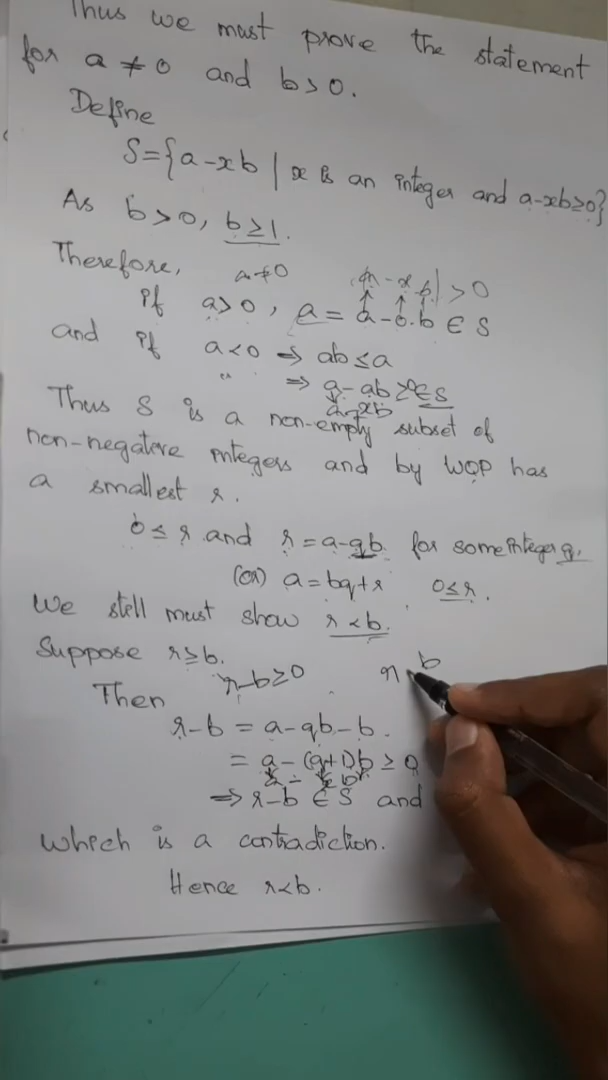 Thus we must prove the statement
for a ≠ 0 and b > 0.
Define
S = {a - xb | x is an integer and a - xb ≥ 0}
As b > 0, b ≥ 1.
Therefore, a ≠ 0
if a > 0, a = a - 0.b ∈ S
and if a < 0 ⇒ ab ≤ a
⇒ a - ab ≥ 0 ∈ S
a - xb
Thus S is a non-empty subset of
non-negative integers and by WOP has
a smallest r.
0 ≤ r and r = a - qb for some integer q.
(or) a = bq + r 0 ≤ r.
We still must show r < b.
Suppose r ≥ b.
r - b ≥ 0
b
Then
r - b = a - qb - b.
= a - (q+1)b ≥ 0
⇒ r - b ∈ S and
which is a contradiction.
Hence r < b.